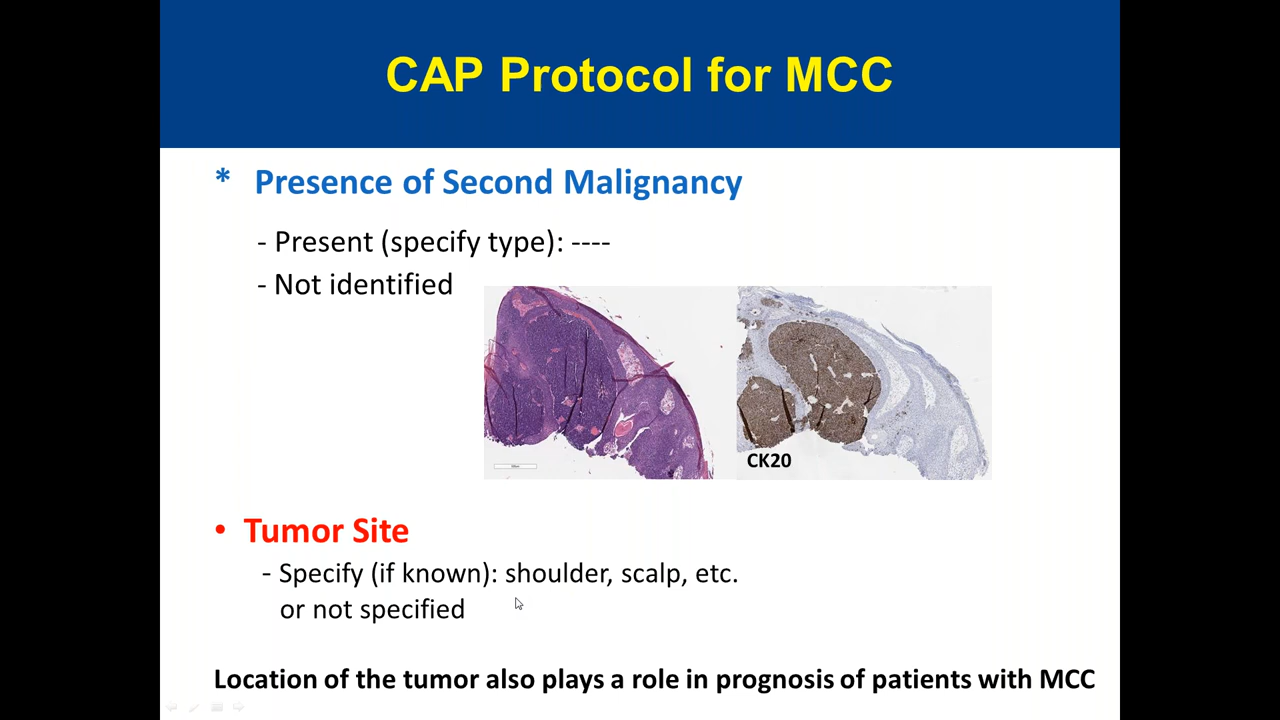 CAP Protocol for MCC
* Presence of Second Malignancy
- Present (specify type): ----
- Not identified
CK20
• Tumor Site
- Specify (if known): shoulder, scalp, etc.
or not specified
Location of the tumor also plays a role in prognosis of patients with MCC